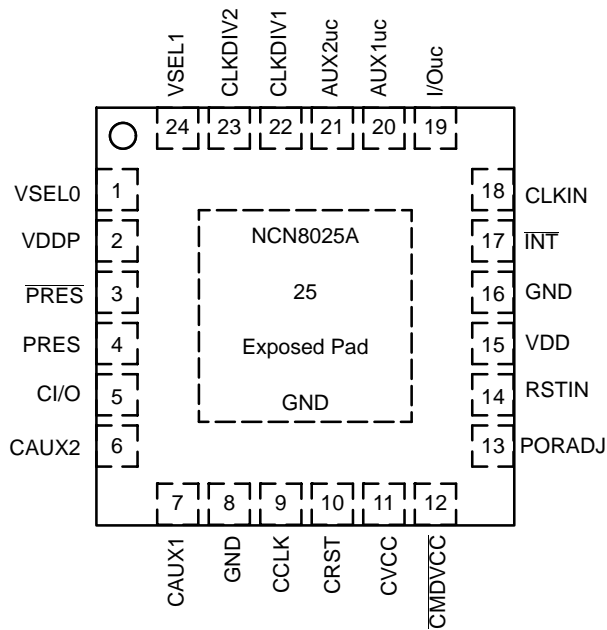 VSEL1
CLKDIV2
CLKDIV1
AUX2uc
AUX1uc
I/Ouc
24
23
22
21
20
19
VSEL0 1
VDDP 2
PRES 3
PRES 4
CI/O 5
CAUX2 6
NCN8025A
25
Exposed Pad
GND
18 CLKIN
17 INT
16 GND
15 VDD
14 RSTIN
13 PORADJ
7
8
9
10
11
12
CAUX1
GND
CCLK
CRST
CVCC
CMDVCC